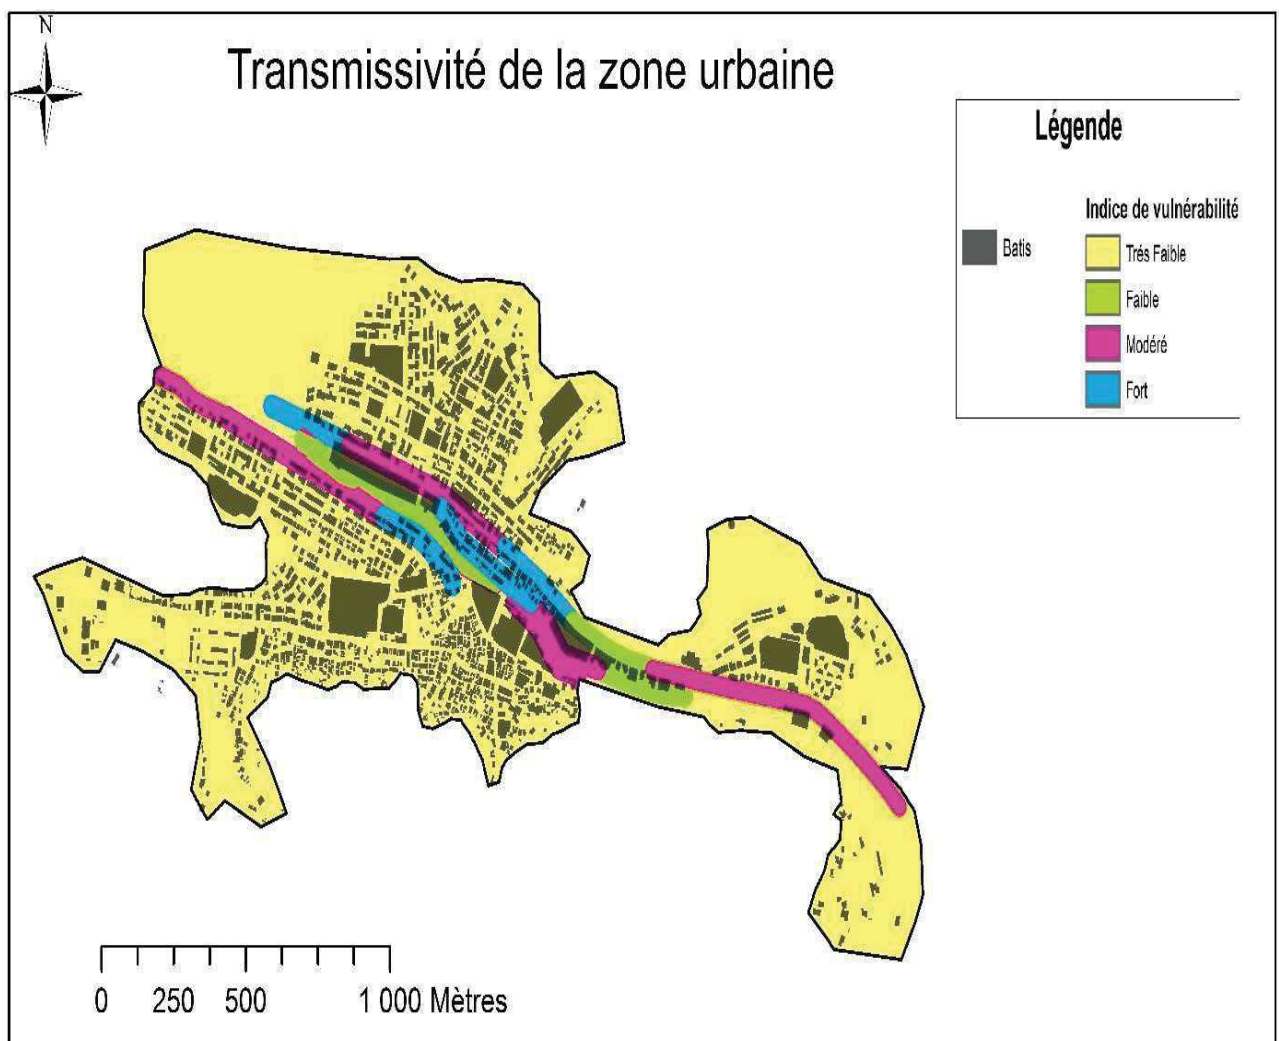 N
Transmissivité de la zone urbaine
Légende
Indice de vulnérabilité
Batis
Trés Faible
Faible
Modéré
Fort
0 250 500 1 000 Mètres